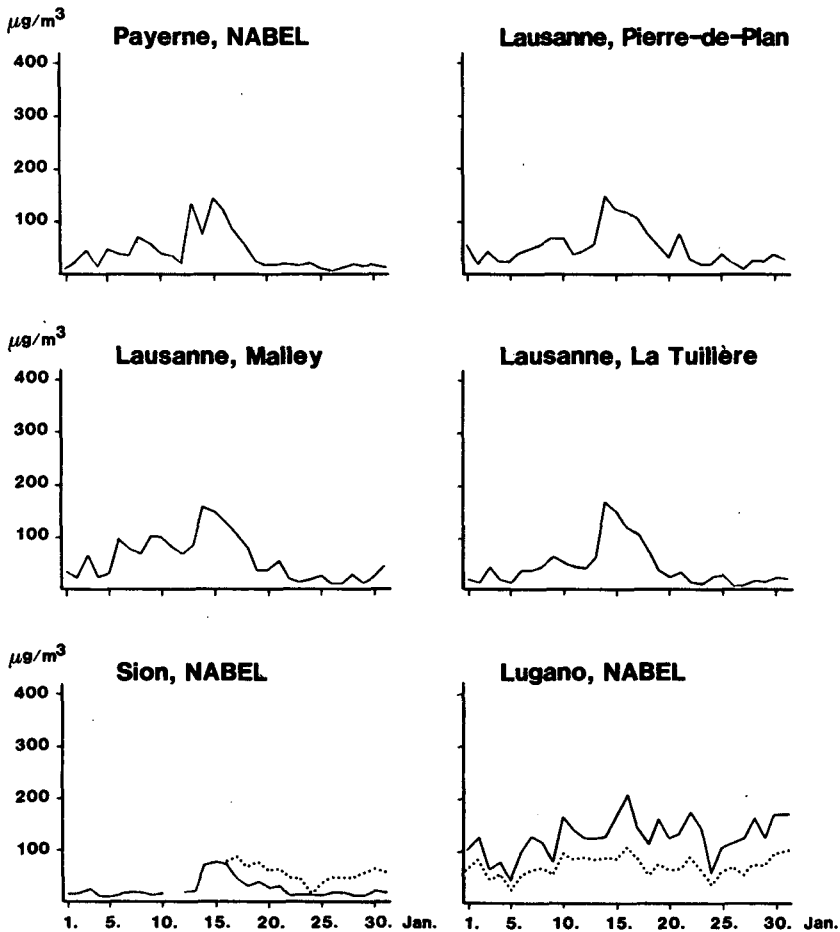 μg/m³
Payerne, NABEL
Lausanne, Pierre-de-Plan
400
300
200
100
μg/m³
Lausanne, Malley
Lausanne, La Tuilière
400
300
200
100
μg/m³
Sion, NABEL
Lugano, NABEL
400
300
200
100
1. 5. 10. 15. 20. 25. 30. Jan.
1. 5. 10. 15. 20. 25. 30. Jan.